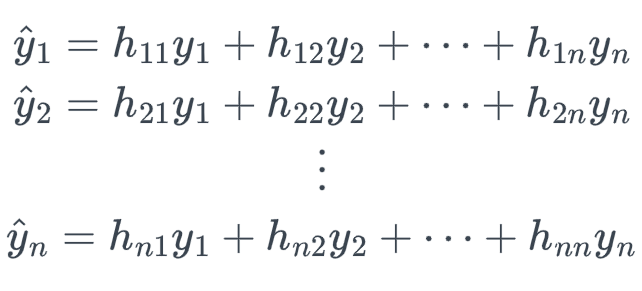 ŷ₁ = h₁₁y₁ + h₁₂y₂ + ⋯ + h₁ₙyₙ
ŷ₂ = h₂₁y₁ + h₂₂y₂ + ⋯ + h₂ₙyₙ
⋮
ŷₙ = hₙ₁y₁ + hₙ₂y₂ + ⋯ + hₙₙyₙ